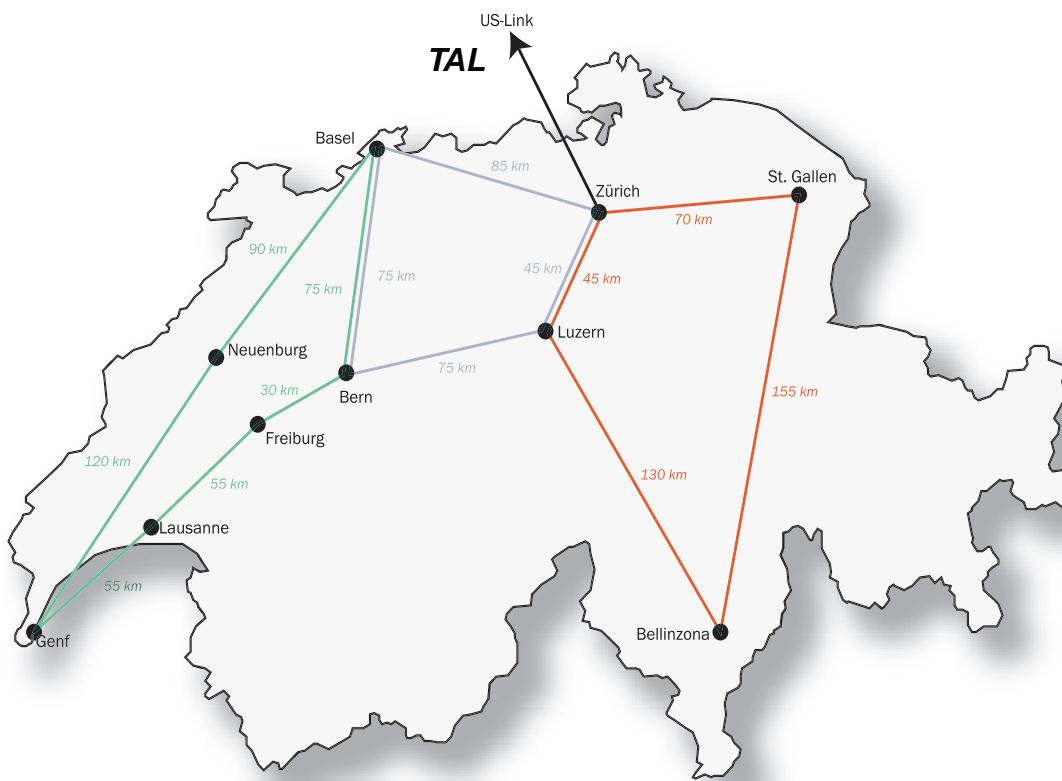 US-Link
TAL
Basel
85 km
St. Gallen
Zürich
70 km
90 km
75 km
75 km
45 km
45 km
Luzern
Neuenburg
75 km
30 km
Bern
155 km
Freiburg
120 km
55 km
130 km
Lausanne
55 km
Genf
Bellinzona